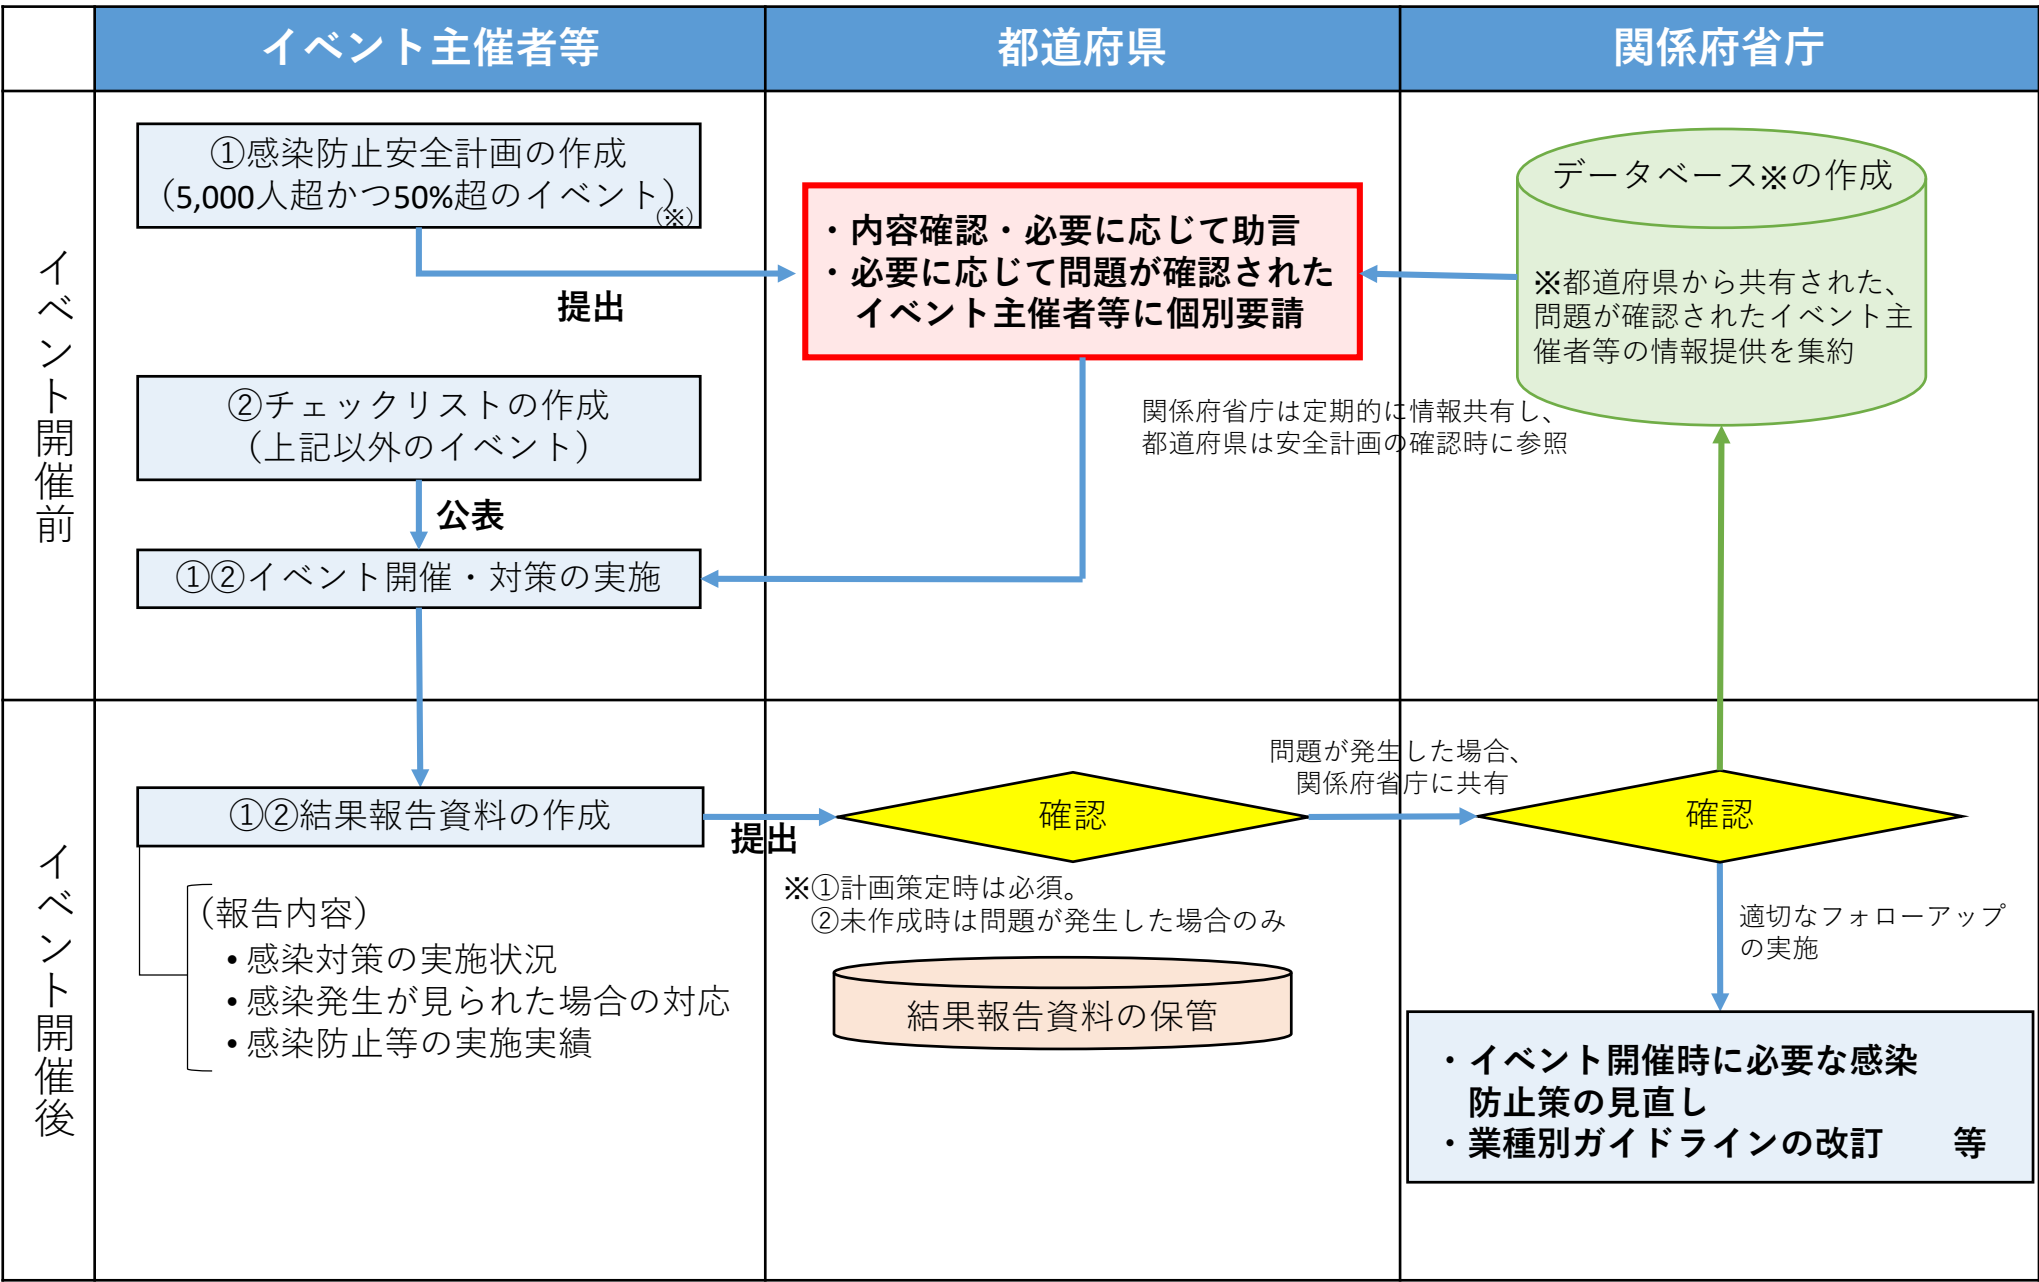 イベント主催者等
都道府県
関係府省庁
イベント開催前
①感染防止安全計画の作成
（5,000人超かつ50%超のイベント）
(※)
提出
・内容確認・必要に応じて助言
・必要に応じて問題が確認された
イベント主催者等に個別要請
データベース※の作成
※都道府県から共有された、
問題が確認されたイベント主
催者等の情報提供を集約
関係府省庁は定期的に情報共有し、
都道府県は安全計画の確認時に参照
②チェックリストの作成
（上記以外のイベント）
公表
①②イベント開催・対策の実施
イベント開催後
①②結果報告資料の作成
提出
確認
問題が発生した場合、
関係府省庁に共有
確認
※①計画策定時は必須。
②未作成時は問題が発生した場合のみ
（報告内容）
• 感染対策の実施状況
• 感染発生が見られた場合の対応
• 感染防止等の実施実績
結果報告資料の保管
適切なフォローアップ
の実施
・イベント開催時に必要な感染
防止策の見直し
・業種別ガイドラインの改訂　　等